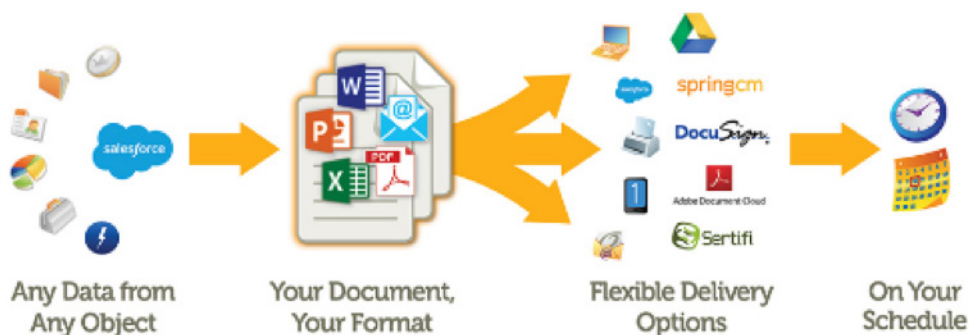 salesforce
W
@
P
PDF
X
salesforce
springcm
DocuSign
1
Adobe Document Cloud
Sertifi
Any Data from
Any Object
Your Document,
Your Format
Flexible Delivery
Options
On Your
Schedule